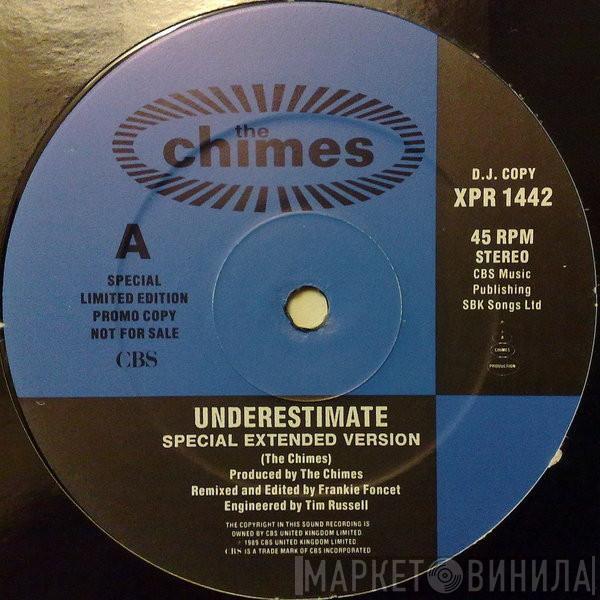 the
chimes
A
SPECIAL
LIMITED EDITION
PROMO COPY
NOT FOR SALE
CBS
D.J. COPY
XPR 1442
45 RPM
STEREO
CBS Music
Publishing
SBK Songs Ltd
A
CHIMES
PRODUCTION
UNDERESTIMATE
SPECIAL EXTENDED VERSION
(The Chimes)
Produced by The Chimes
Remixed and Edited by Frankie Foncet
Engineered by Tim Russell
THE COPYRIGHT IN THIS SOUND RECORDING IS
OWNED BY CBS UNITED KINGDOM LIMITED.
℗ 1989 CBS UNITED KINGDOM LIMITED
CBS IS A TRADE MARK OF CBS INCORPORATED
МАРКЕТ ВИНИЛА